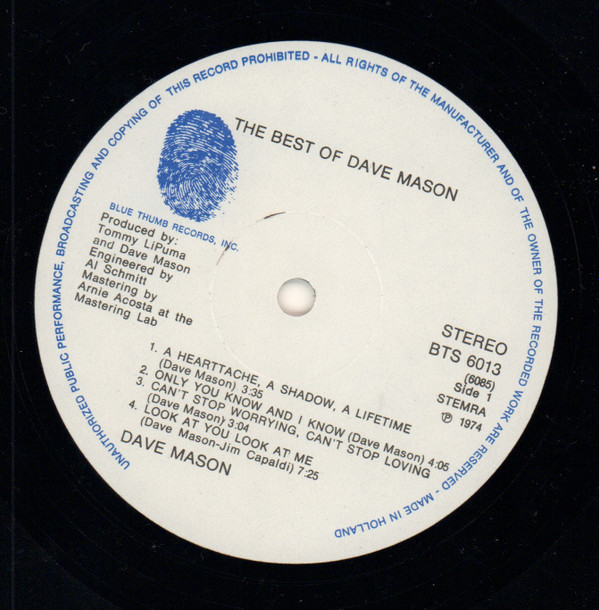 UNAUTHORIZED PUBLIC PERFORMANCE, BROADCASTING AND COPYING OF THIS RECORD PROHIBITED - ALL RIGHTS OF THE MANUFACTURER AND OF THE OWNER OF THE RECORDED WORK ARE RESERVED - MADE IN HOLLAND
THE BEST OF DAVE MASON
BLUE THUMB RECORDS, INC.
Produced by:
Tommy LiPuma
and Dave Mason
Engineered by
Al Schmitt
Mastering by
Arnie Acosta at the
Mastering Lab
STEREO
BTS 6013
(6085)
Side 1
STEMRA
℗ 1974
1. A HEARTTACHE, A SHADOW, A LIFETIME
(Dave Mason) 3:35
2. ONLY YOU KNOW AND I KNOW (Dave Mason) 4:05
3. CAN'T STOP WORRYING, CAN'T STOP LOVING
(Dave Mason) 3:04
4. LOOK AT YOU LOOK AT ME
(Dave Mason-Jim Capaldi) 7:25
DAVE MASON